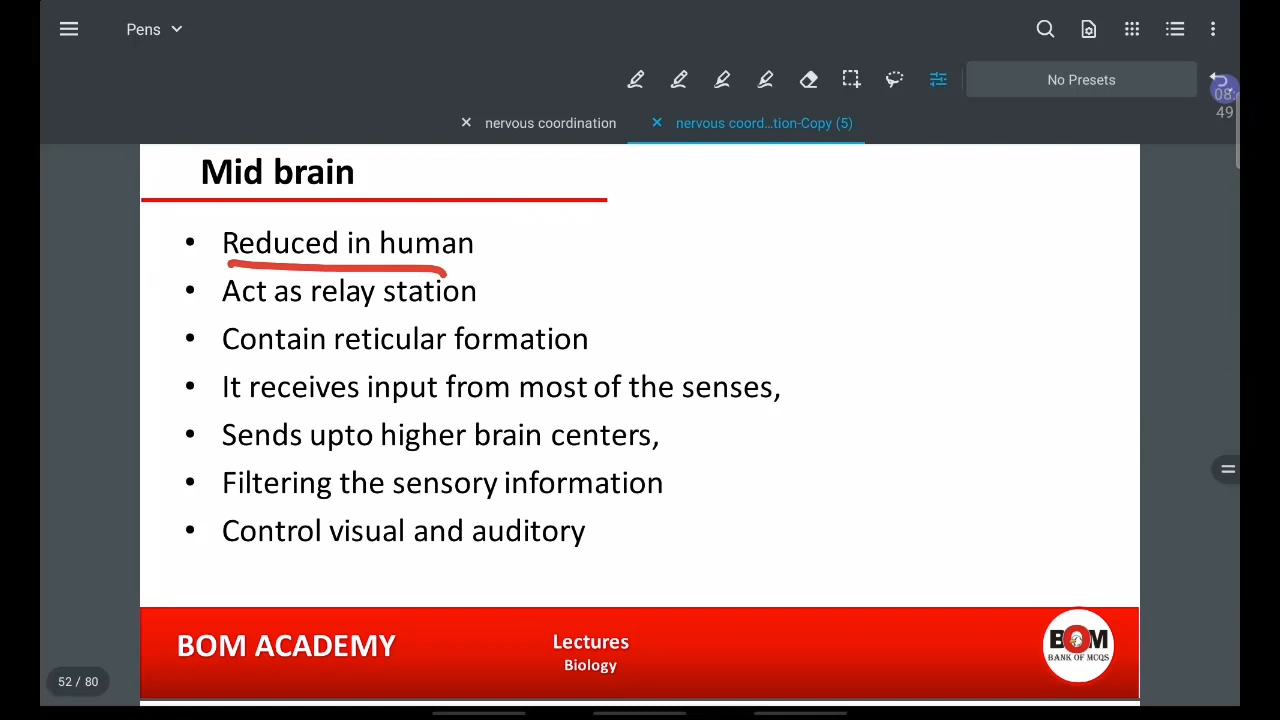 Pens
No Presets
08:
49
nervous coordination
nervous coord...tion-Copy (5)
Mid brain
• Reduced in human
• Act as relay station
• Contain reticular formation
• It receives input from most of the senses,
• Sends upto higher brain centers,
• Filtering the sensory information
• Control visual and auditory
BOM ACADEMY
Lectures
Biology
BOM
BANK OF MCQS
52 / 80